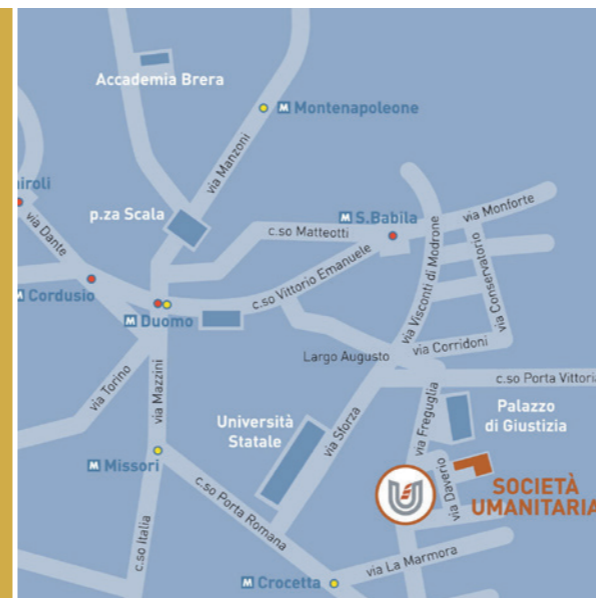 Accademia Brera
M Montenapoleone
via Manzoni
iroli
p.za Scala
M S.Babila
via Monforte
c.so Matteotti
via Dante
via Visconti di Modrone
via Conservatorio
c.so Vittorio Emanuele
M Cordusio
M Duomo
Largo Augusto
via Corridoni
c.so Porta Vittoria
via Torino
via Mazzini
Università
Statale
via Sforza
via Freguglia
Palazzo
di Giustizia
M Missori
c.so Porta Romana
via Daverio
SOCIETÀ
UMANITARIA
c.so Italia
via La Marmora
M Crocetta